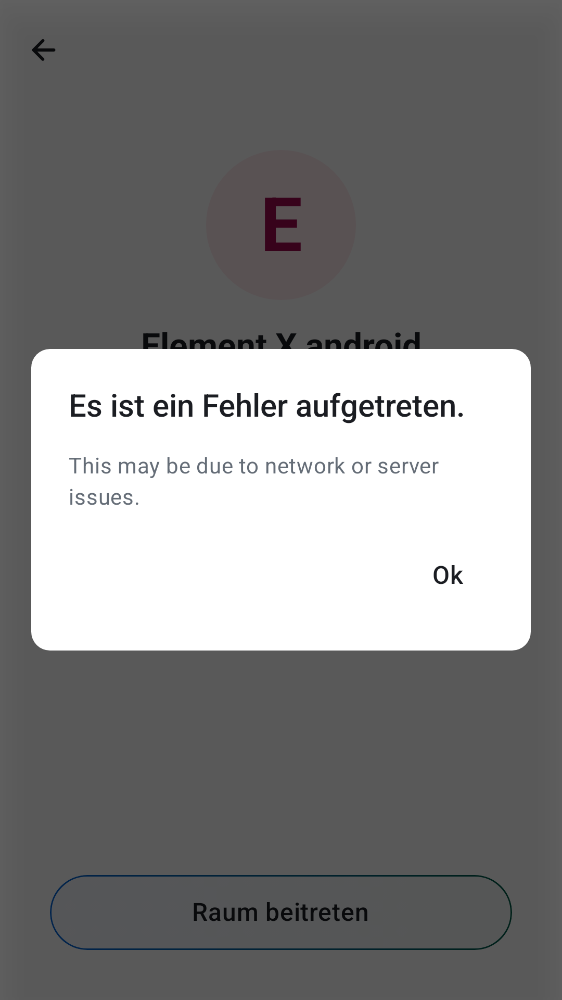 E
Element X android
Es ist ein Fehler aufgetreten.
This may be due to network or server
issues.
Ok
Raum beitreten